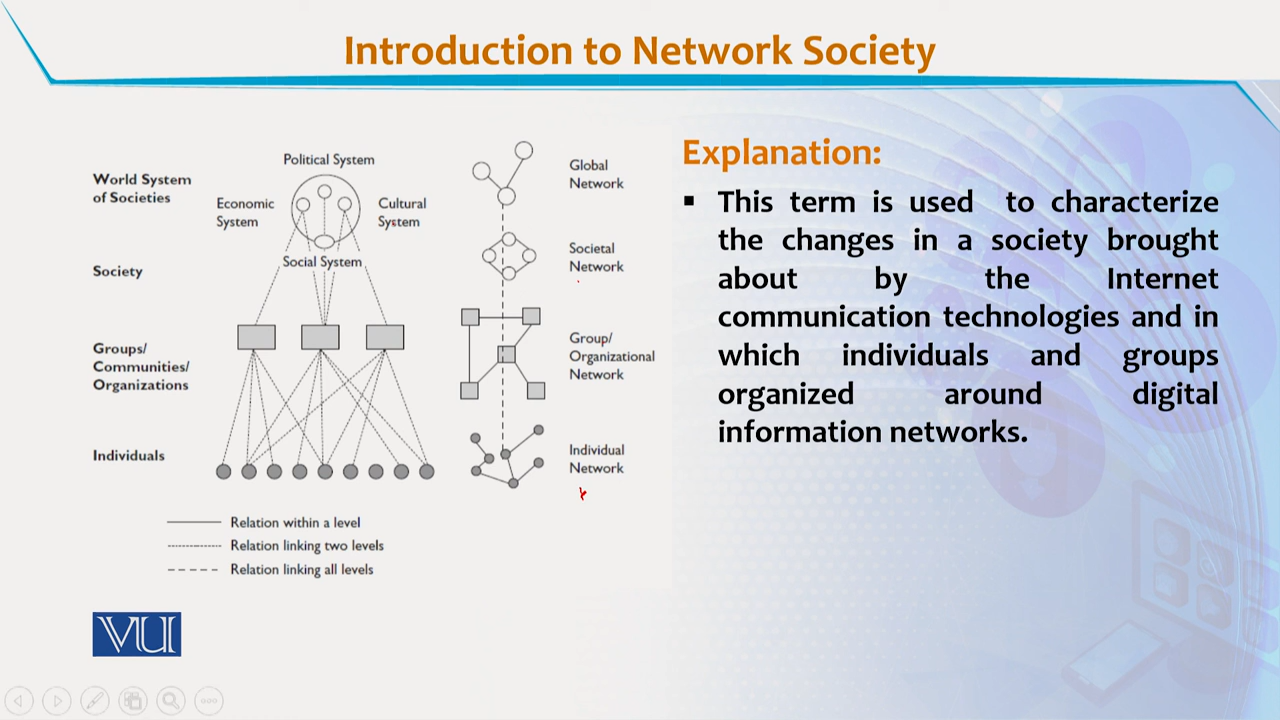 Introduction to Network Society
Political System
World System
of Societies
Economic
System
Cultural
System
Social System
Society
Groups/
Communities/
Organizations
Individuals
Global
Network
Societal
Network
Group/
Organizational
Network
Individual
Network
Relation within a level
Relation linking two levels
Relation linking all levels
VU
Explanation:
▪ This term is used to characterize
the changes in a society brought
about by the Internet
communication technologies and in
which individuals and groups
organized around digital
information networks.